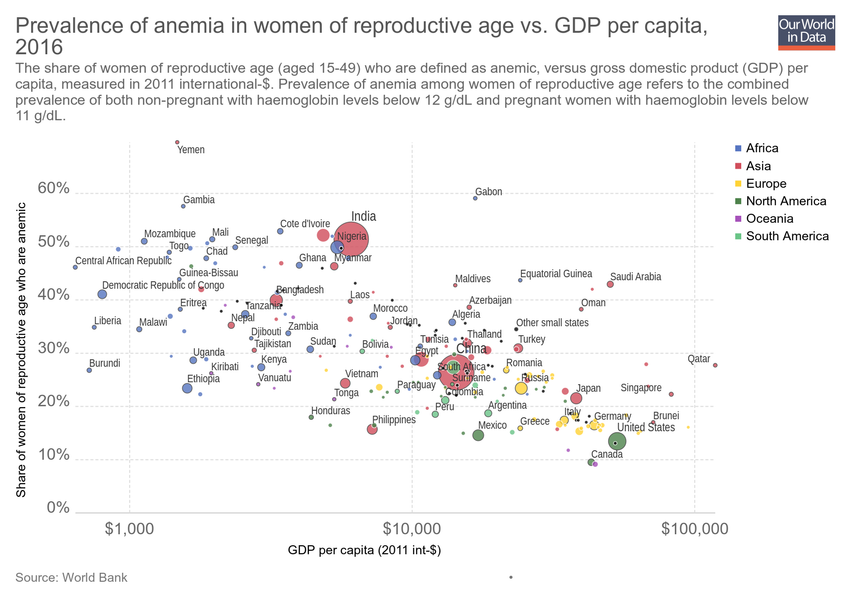 Prevalence of anemia in women of reproductive age vs. GDP per capita,
2016
Our World
in Data
The share of women of reproductive age (aged 15-49) who are defined as anemic, versus gross domestic product (GDP) per
capita, measured in 2011 international-$. Prevalence of anemia among women of reproductive age refers to the combined
prevalence of both non-pregnant with haemoglobin levels below 12 g/dL and pregnant women with haemoglobin levels below
11 g/dL.
Share of women of reproductive age who are anemic
Yemen
Africa
Asia
Europe
North America
Oceania
South America
60%
Gambia
Gabon
India
Cote d'Ivoire
Mozambique
Mali
Nigeria
Senegal
50%
Togo
Chad
Ghana
Myanmar
Central African Republic
Guinea-Bissau
Equatorial Guinea
Saudi Arabia
Maldives
Democratic Republic of Congo
Bangladesh
40%
Laos
Azerbaijan
Oman
Eritrea
Tanzania
Morocco
Algeria
Liberia
Malawi
Nepal
Zambia
Jordan
Other small states
Djibouti
Thailand
30%
Tajikistan
Sudan
Bolivia
Tunisia
Turkey
Uganda
Egypt
China
Burundi
Kiribati
Kenya
South Africa
Romania
Qatar
Ethiopia
Vanuatu
Vietnam
Suriname
Russia
20%
Tonga
Paraguay
Colombia
Japan
Singapore
Honduras
Peru
Argentina
Philippines
Mexico
Greece
Italy
Germany
Brunei
United States
10%
Canada
0%
$1,000
$10,000
$100,000
GDP per capita (2011 int-$)
Source: World Bank